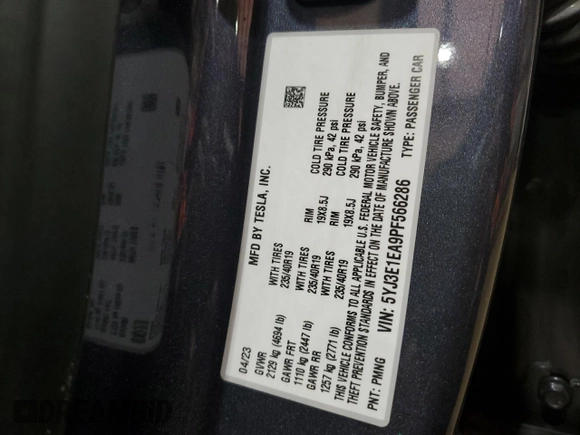 MFD BY TESLA, INC.
04/23
GVWR
2129 kg (4694 lb)
GAWR FRT WITH TIRES RIM COLD TIRE PRESSURE
1110 kg (2447 lb) 235/40R19 19X8.5J 290 kPa, 42 psi
GAWR RR WITH TIRES RIM COLD TIRE PRESSURE
1257 kg (2771 lb) 235/40R19 19X8.5J 290 kPa, 42 psi
THIS VEHICLE CONFORMS TO ALL APPLICABLE U.S. FEDERAL MOTOR VEHICLE SAFETY, BUMPER, AND
THEFT PREVENTION STANDARDS IN EFFECT ON THE DATE OF MANUFACTURE SHOWN ABOVE.
PNT: PMNG VIN: 5YJ3E1EA9PF566286 TYPE: PASSENGER CAR